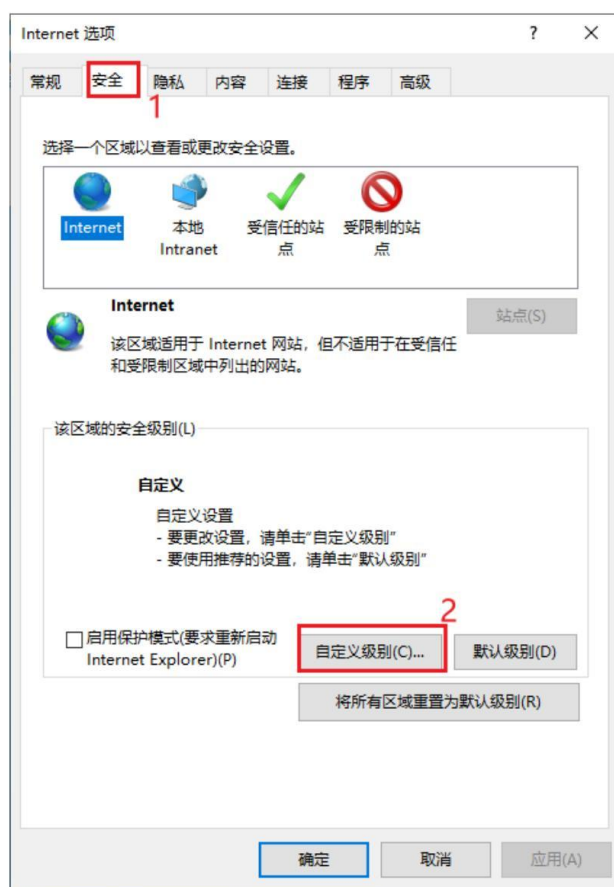 Internet 选项
?
常规 安全 隐私 内容 连接 程序 高级
1
选择一个区域以查看或更改安全设置。
Internet
本地
Intranet
受信任的站
点
受限制的站
点
Internet
站点(S)
该区域适用于 Internet 网站，但不适用于在受信任
和受限制区域中列出的网站。
该区域的安全级别(L)
自定义
自定义设置
- 要更改设置，请单击“自定义级别”
- 要使用推荐的设置，请单击“默认级别”
2
启用保护模式(要求重新启动
Internet Explorer)(P)
自定义级别(C)...
默认级别(D)
将所有区域重置为默认级别(R)
确定
取消
应用(A)